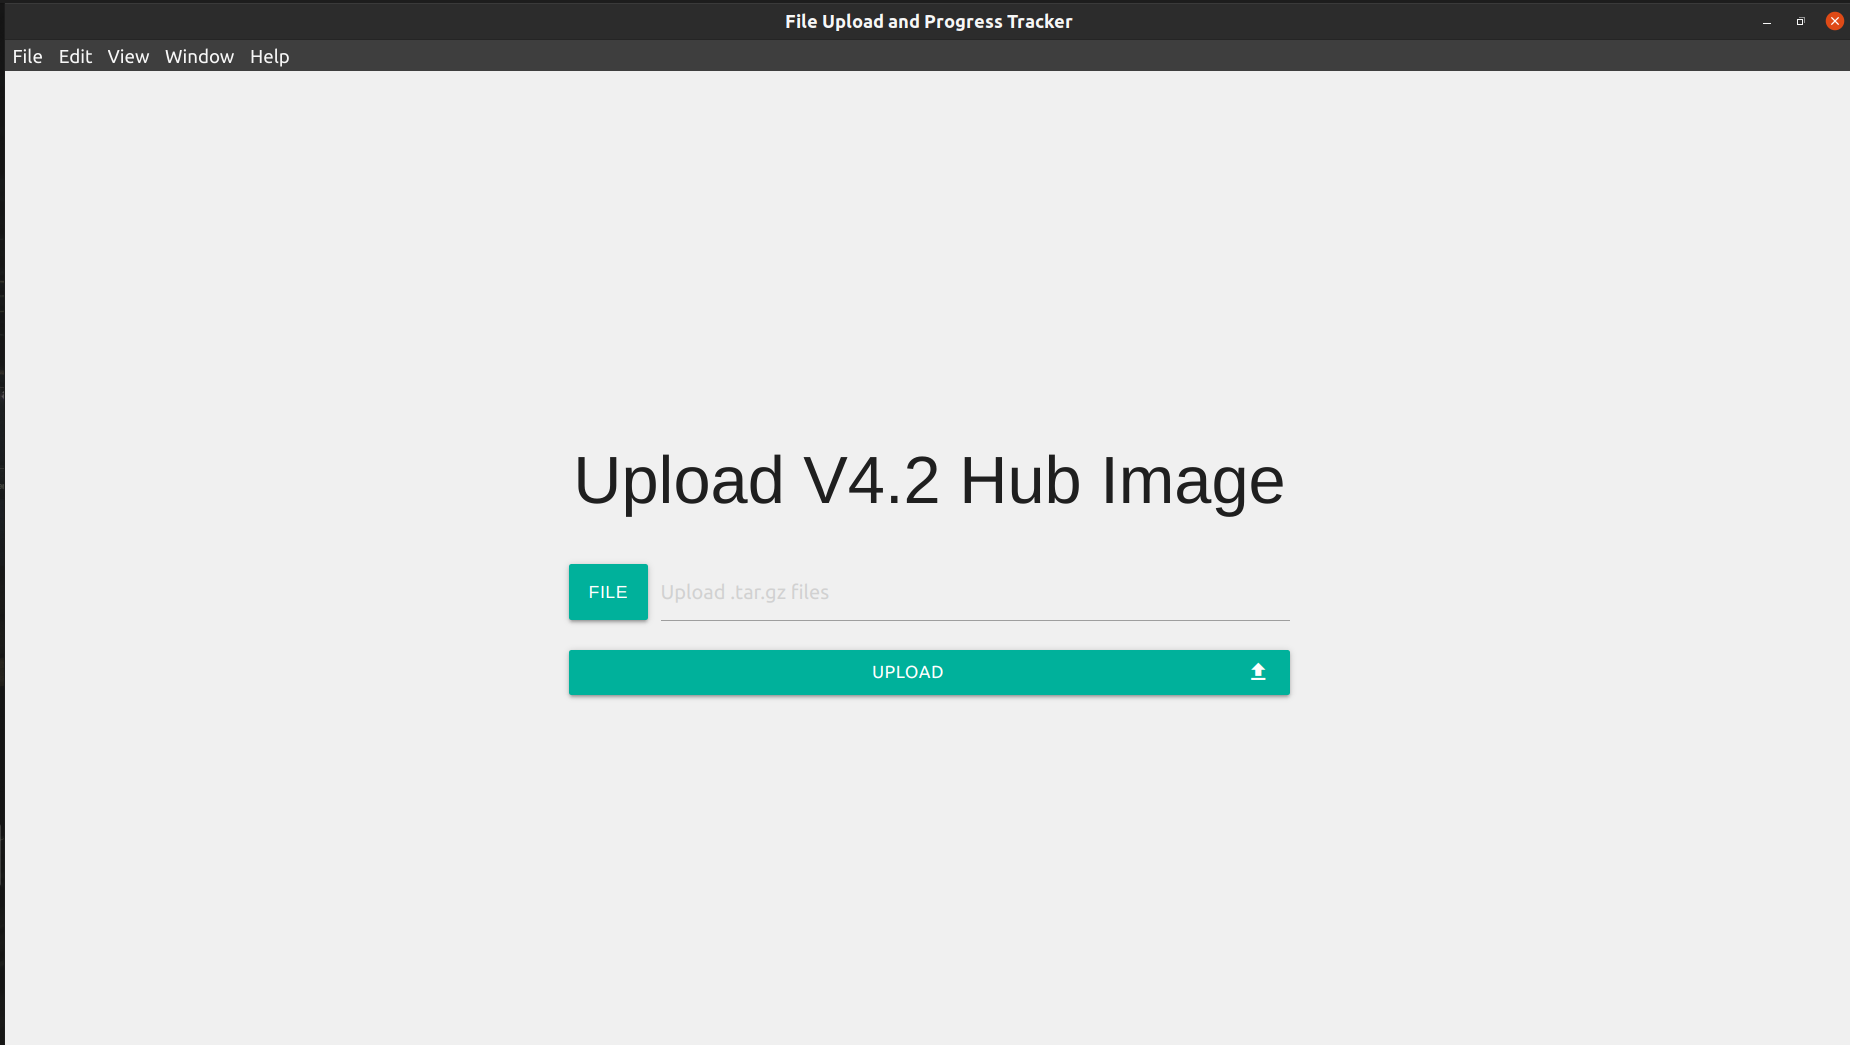 File Upload and Progress Tracker
File Edit View Window Help
Upload V4.2 Hub Image
FILE Upload .tar.gz files
UPLOAD